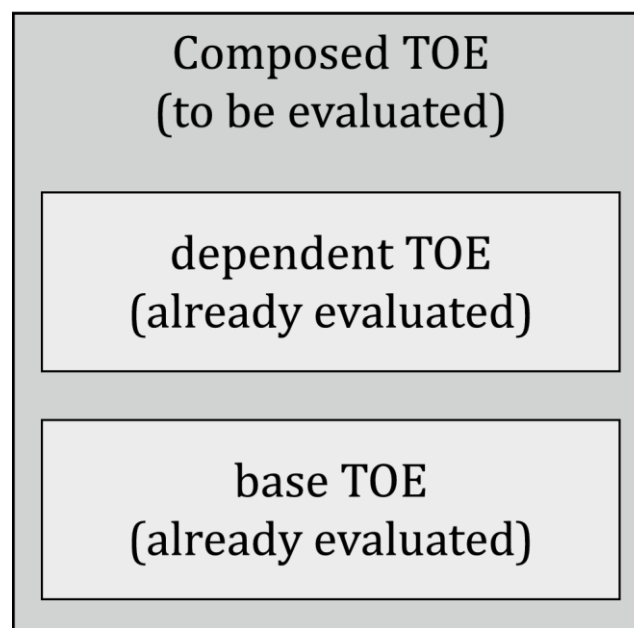 Composed TOE
(to be evaluated)
dependent TOE
(already evaluated)
base TOE
(already evaluated)